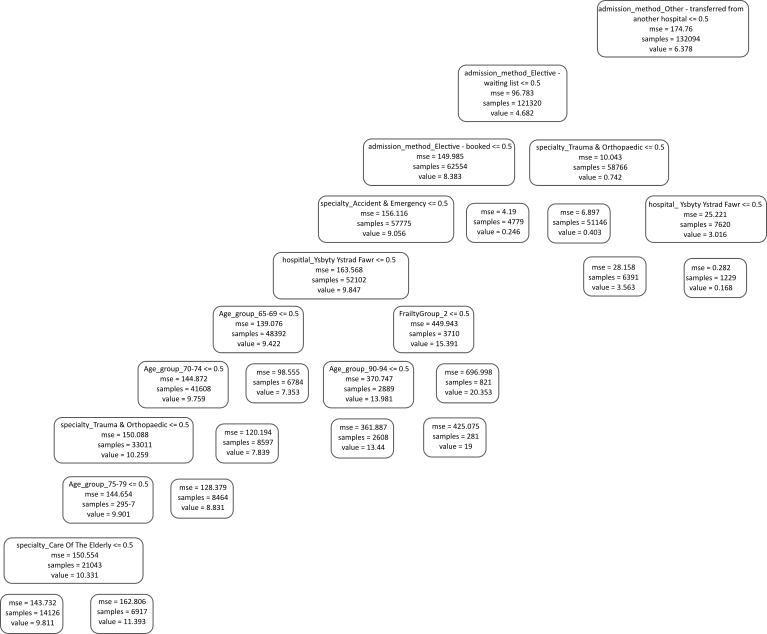 admission_method_Other - transferred from
another hospital <= 0.5
mse = 174.76
samples = 132094
value = 6.378
admission_method_Elective -
waiting list <= 0.5
mse = 96.783
samples = 121320
value = 4.682
admission_method_Elective - booked <= 0.5
mse = 149.985
samples = 62554
value = 8.383
specialty_Trauma & Orthopaedic <= 0.5
mse = 10.043
samples = 58766
value = 0.742
specialty_Accident & Emergency <= 0.5
mse = 156.116
samples = 57775
value = 9.056
mse = 4.19
samples = 4779
value = 0.246
mse = 6.897
samples = 51146
value = 0.403
hospital_ Ysbyty Ystrad Fawr <= 0.5
mse = 25.221
samples = 7620
value = 3.016
hospitlal_Ysbyty Ystrad Fawr <= 0.5
mse = 163.568
samples = 52102
value = 9.847
mse = 28.158
samples = 6391
value = 3.563
mse = 0.282
samples = 1229
value = 0.168
Age_group_65-69 <= 0.5
mse = 139.076
samples = 48392
value = 9.422
FrailtyGroup_2 <= 0.5
mse = 449.943
samples = 3710
value = 15.391
Age_group_70-74 <= 0.5
mse = 144.872
samples = 41608
value = 9.759
mse = 98.555
samples = 6784
value = 7.353
Age_group_90-94 <= 0.5
mse = 370.747
samples = 2889
value = 13.981
mse = 696.998
samples = 821
value = 20.353
specialty_Trauma & Orthopaedic <= 0.5
mse = 150.088
samples = 33011
value = 10.259
mse = 120.194
samples = 8597
value = 7.839
mse = 361.887
samples = 2608
value = 13.44
mse = 425.075
samples = 281
value = 19
Age_group_75-79 <= 0.5
mse = 144.654
samples = 295-7
value = 9.901
mse = 128.379
samples = 8464
value = 8.831
specialty_Care Of The Elderly <= 0.5
mse = 150.554
samples = 21043
value = 10.331
mse = 143.732
samples = 14126
value = 9.811
mse = 162.806
samples = 6917
value = 11.393